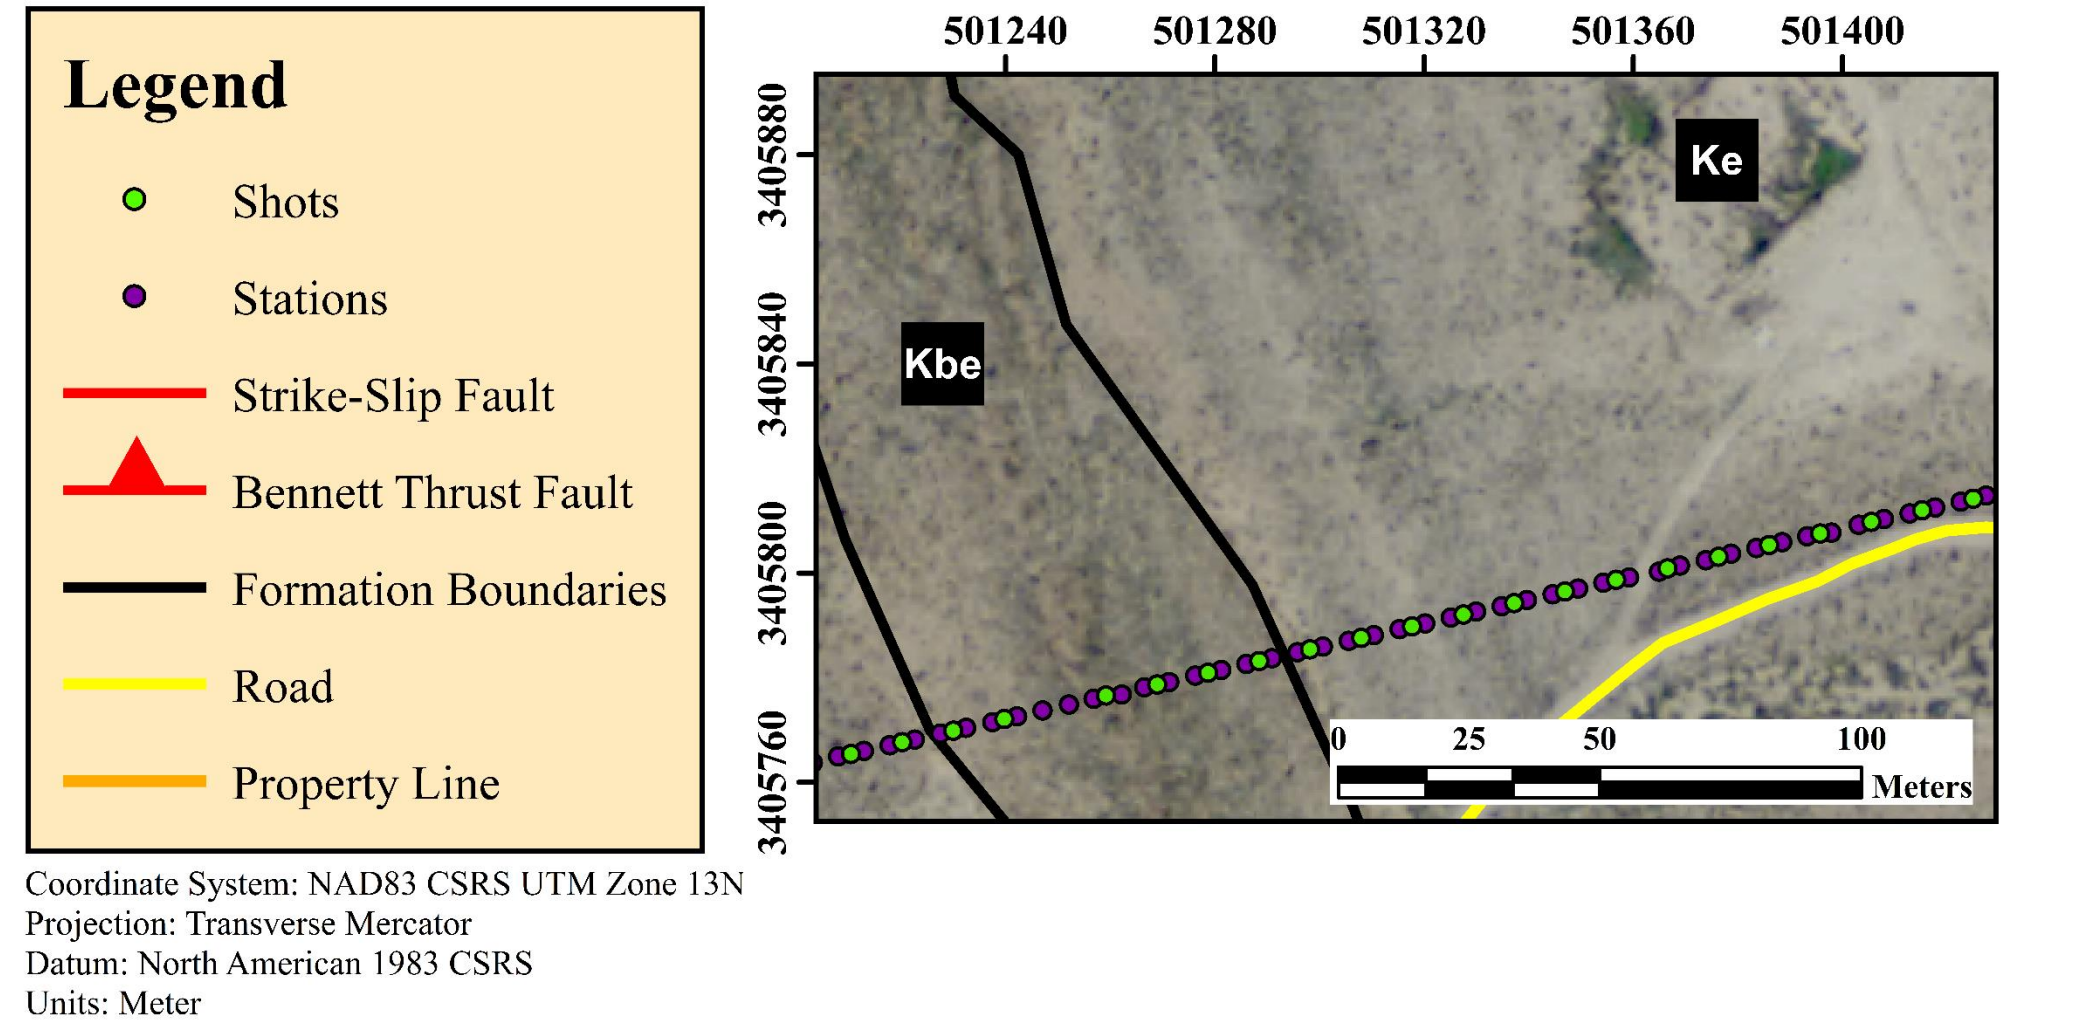 Legend
Shots
Stations
Strike-Slip Fault
Bennett Thrust Fault
Formation Boundaries
Road
Property Line
Coordinate System: NAD83 CSRS UTM Zone 13N
Projection: Transverse Mercator
Datum: North American 1983 CSRS
Units: Meter
501240 501280 501320 501360 501400
3405880
3405840
3405800
3405760
Ke
Kbe
0 25 50 100
Meters